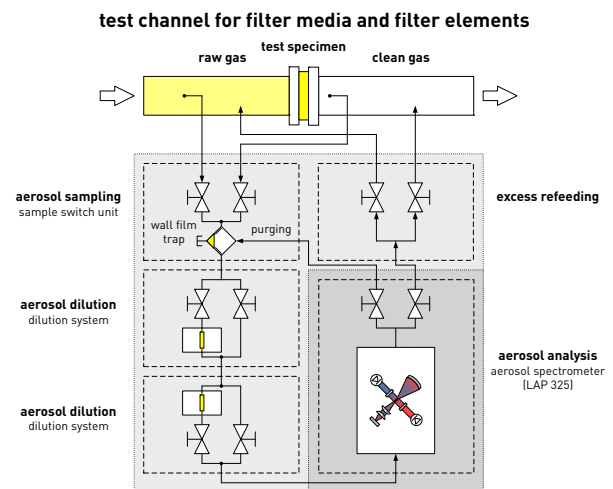 test channel for filter media and filter elements
test specimen
raw gas
clean gas
aerosol sampling
sample switch unit
excess refeeding
wall film
trap
purging
aerosol dilution
dilution system
aerosol analysis
aerosol spectrometer
(LAP 325)
aerosol dilution
dilution system